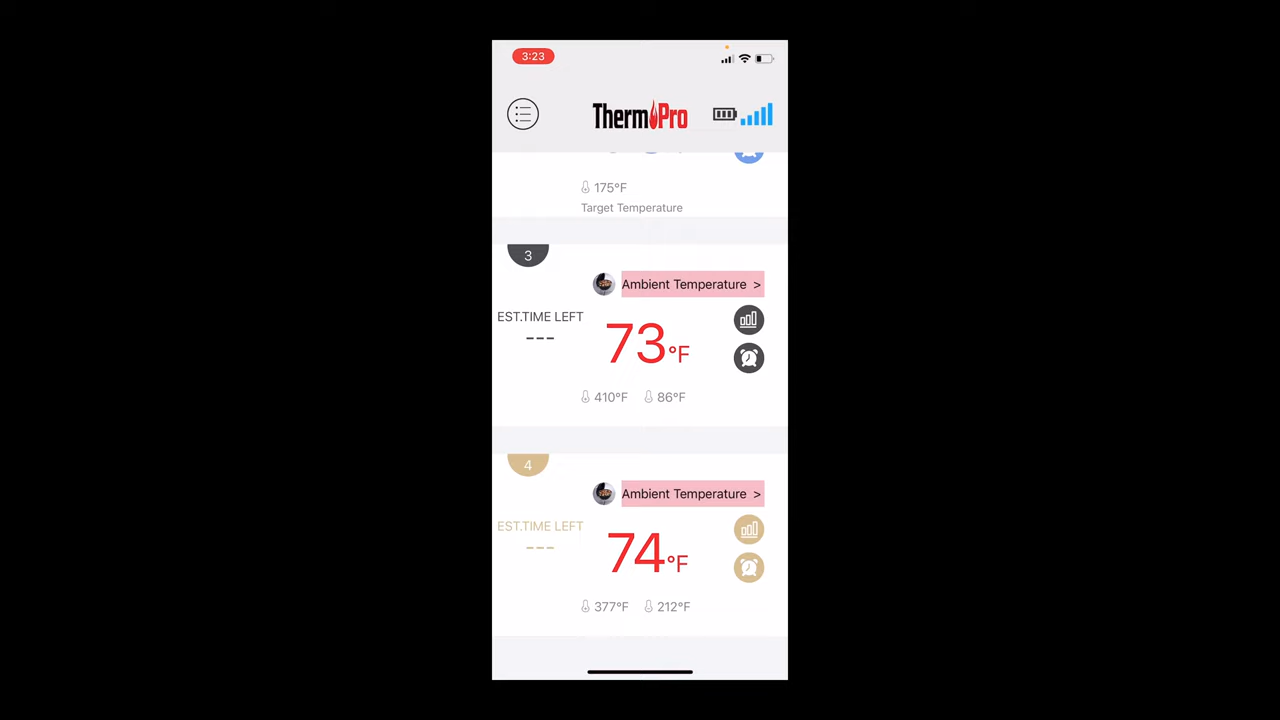 3:23
ThermoPro
175°F
Target Temperature
3
Ambient Temperature >
EST.TIME LEFT
---
73°F
410°F 86°F
4
Ambient Temperature >
EST.TIME LEFT
---
74°F
377°F 212°F